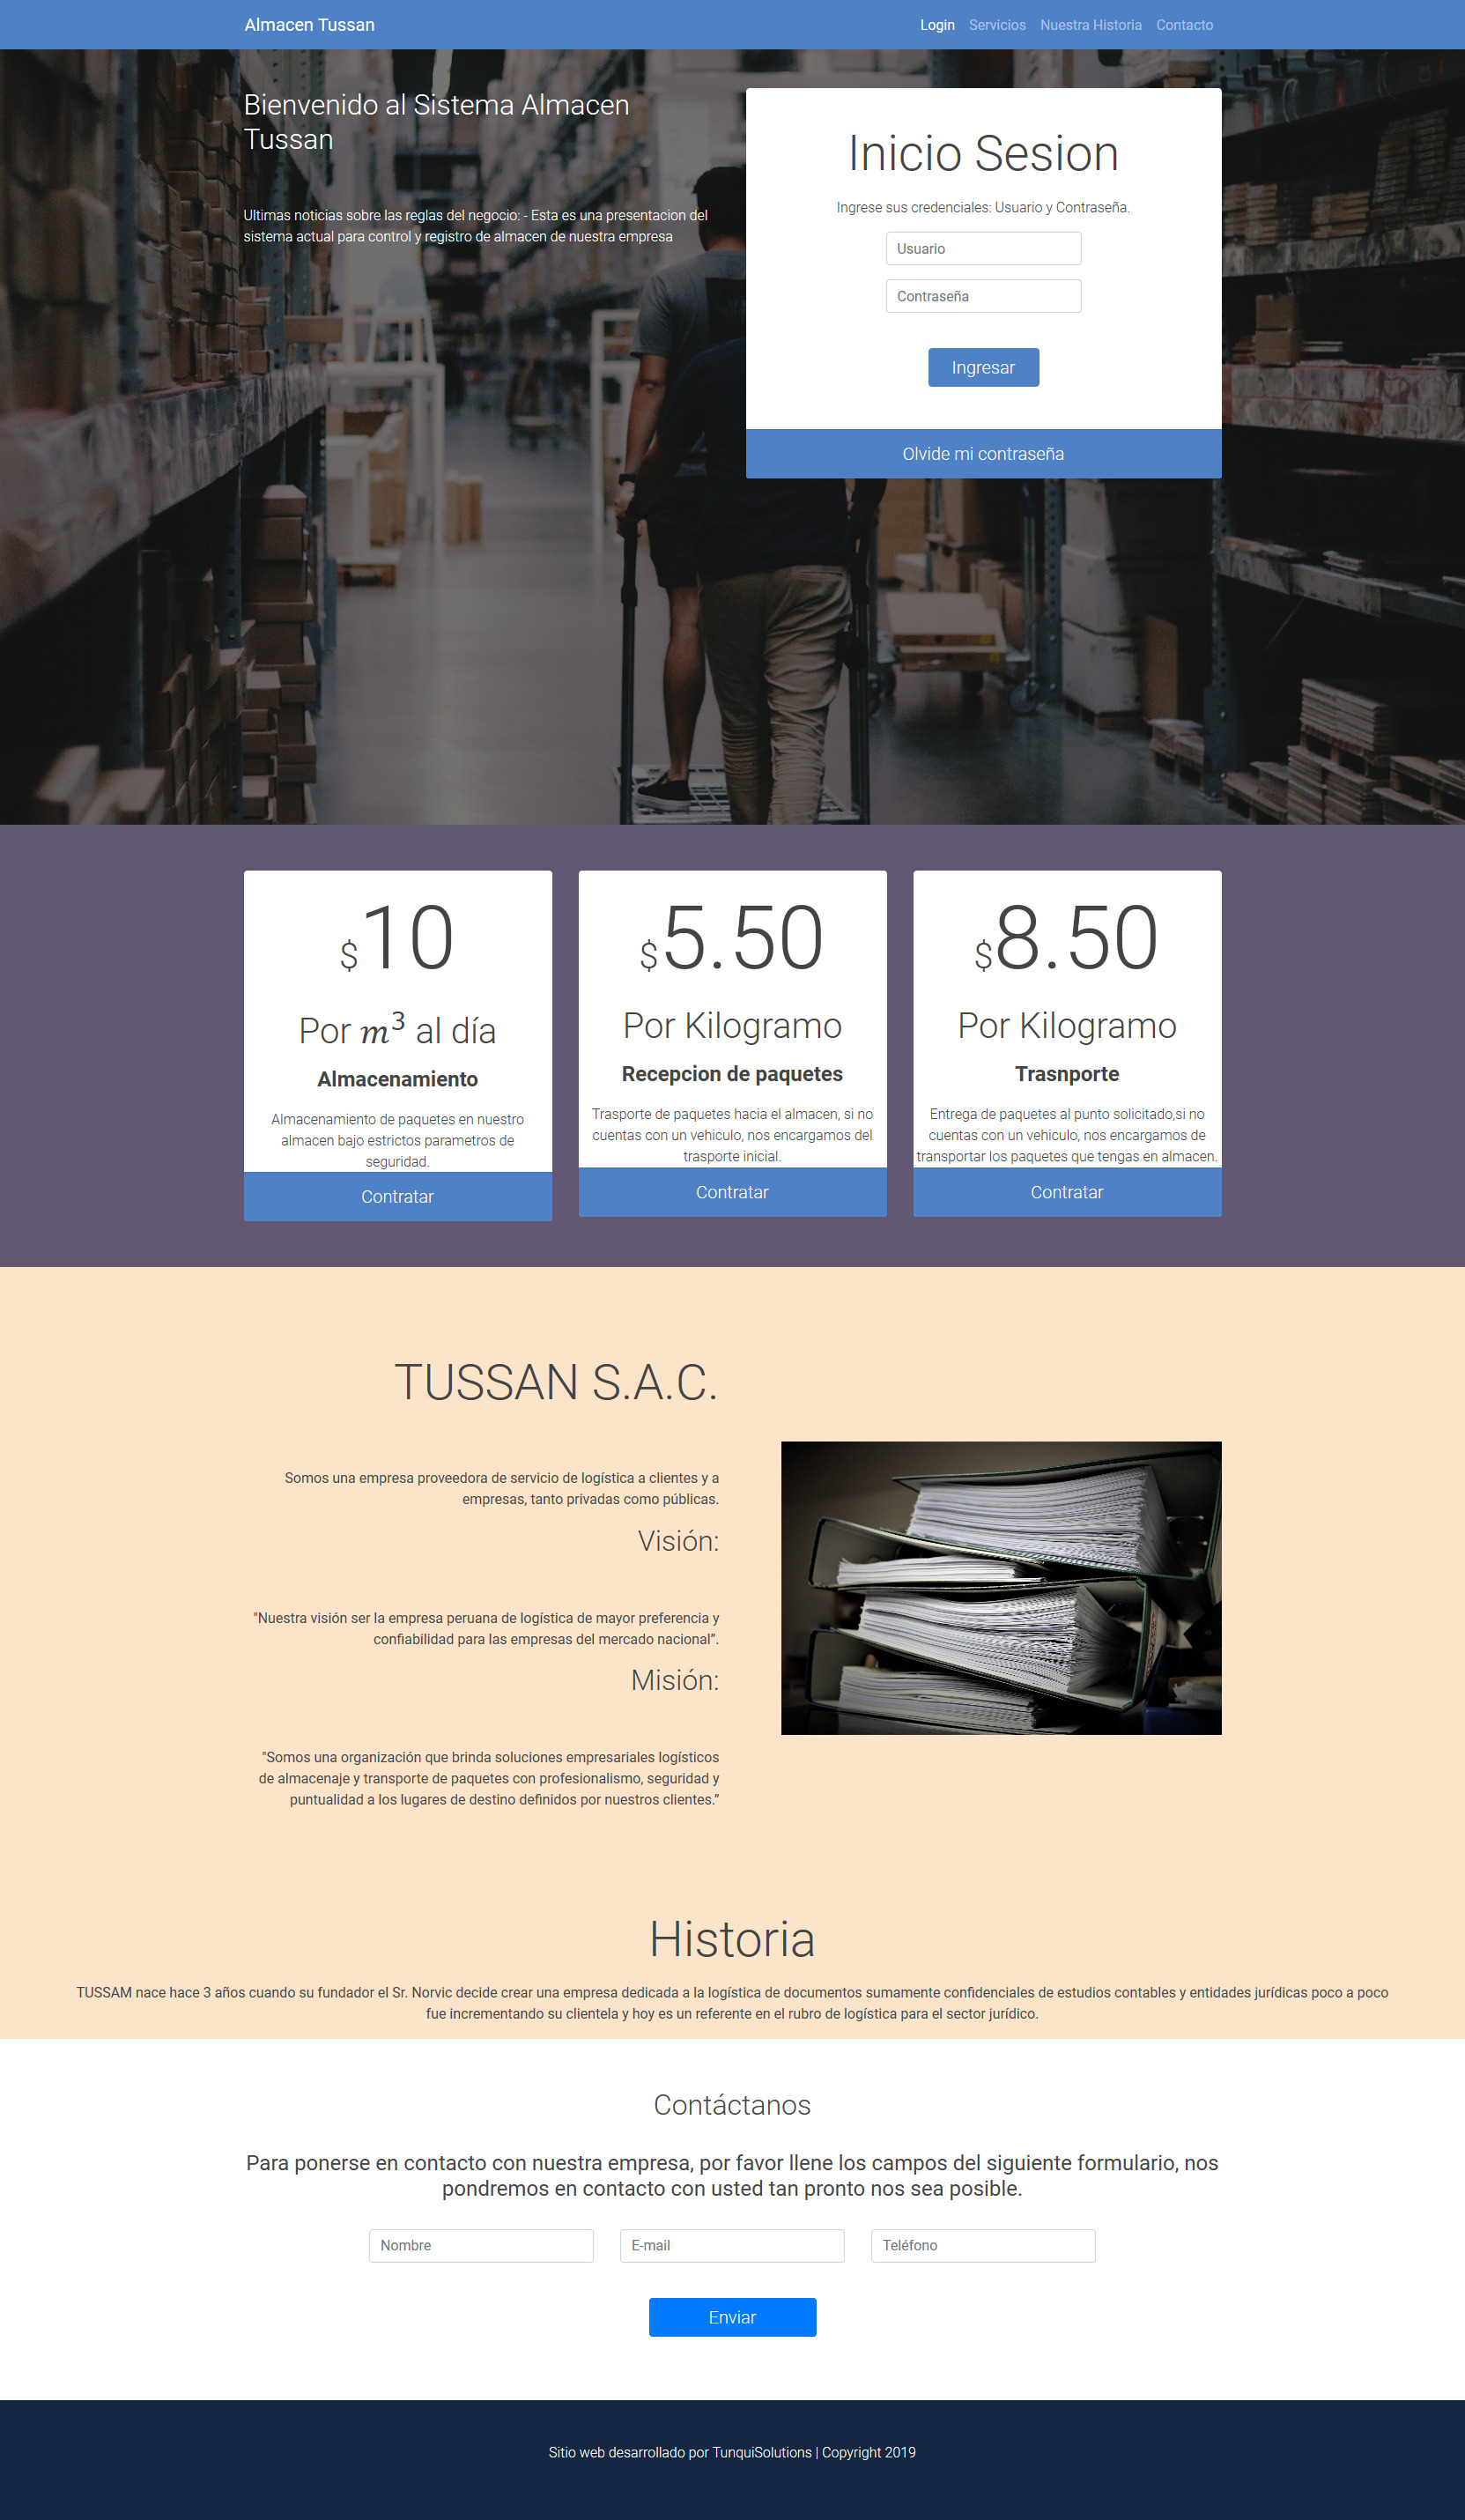 Almacen Tussan
Login Servicios Nuestra Historia Contacto
Bienvenido al Sistema Almacen
Tussan
Ultimas noticias sobre las reglas del negocio: - Esta es una presentacion del
sistema actual para control y registro de almacen de nuestra empresa
Inicio Sesion
Ingrese sus credenciales: Usuario y Contraseña.
Usuario
Contraseña
Ingresar
Olvide mi contraseña
$10
Por m³ al día
Almacenamiento
Almacenamiento de paquetes en nuestro
almacen bajo estrictos parametros de
seguridad.
Contratar
$5.50
Por Kilogramo
Recepcion de paquetes
Trasporte de paquetes hacia el almacen, si no
cuentas con un vehiculo, nos encargamos del
trasporte inicial.
Contratar
$8.50
Por Kilogramo
Trasnporte
Entrega de paquetes al punto solicitado,si no
cuentas con un vehiculo, nos encargamos de
transportar los paquetes que tengas en almacen.
Contratar
TUSSAN S.A.C.
Somos una empresa proveedora de servicio de logística a clientes y a
empresas, tanto privadas como públicas.
Visión:
"Nuestra visión ser la empresa peruana de logística de mayor preferencia y
confiabilidad para las empresas del mercado nacional”.
Misión:
"Somos una organización que brinda soluciones empresariales logísticos
de almacenaje y transporte de paquetes con profesionalismo, seguridad y
puntualidad a los lugares de destino definidos por nuestros clientes.”
Historia
TUSSAM nace hace 3 años cuando su fundador el Sr. Norvic decide crear una empresa dedicada a la logística de documentos sumamente confidenciales de estudios contables y entidades jurídicas poco a poco
fue incrementando su clientela y hoy es un referente en el rubro de logística para el sector jurídico.
Contáctanos
Para ponerse en contacto con nuestra empresa, por favor llene los campos del siguiente formulario, nos
pondremos en contacto con usted tan pronto nos sea posible.
Nombre E-mail Teléfono
Enviar
Sitio web desarrollado por TunquiSolutions | Copyright 2019